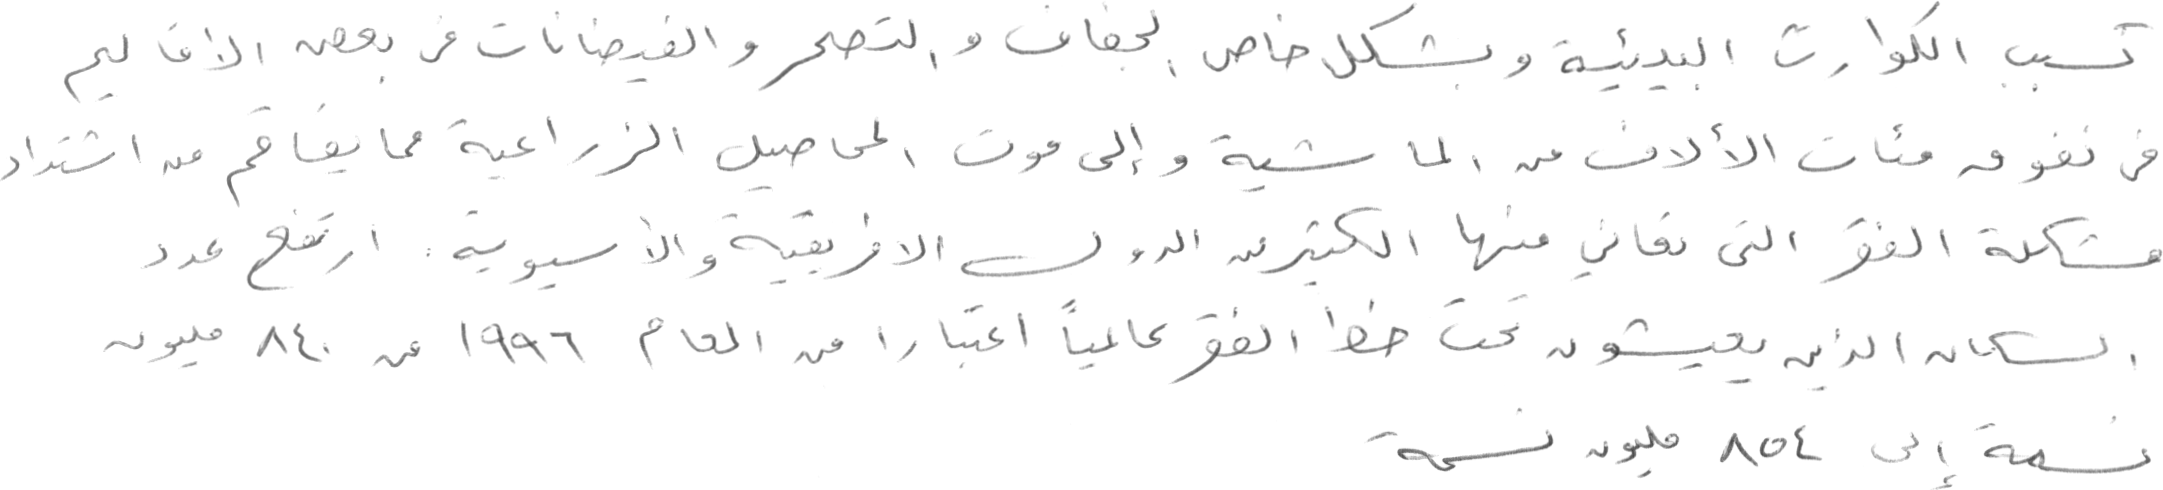 تسبب الكوارث البيئية وبشكل خاص الجفاف والتصحر والفيضانات في بعض الأقاليم
في نفوق مئات الألاف من الماشية وإلى موت المحاصيل الزراعية مما يفاقم من اشتداد
مشكلة الفقر التي تعاني منها الكثير من الدول الافريقية والأسيوية. ارتفع عدد
السكان الذين يعيشون تحت خط الفقر عالمياً اعتبارا من العام ١٩٩٦ من ٨٤٠ مليون
نسمة إلى ٨٥٤ مليون نسمة